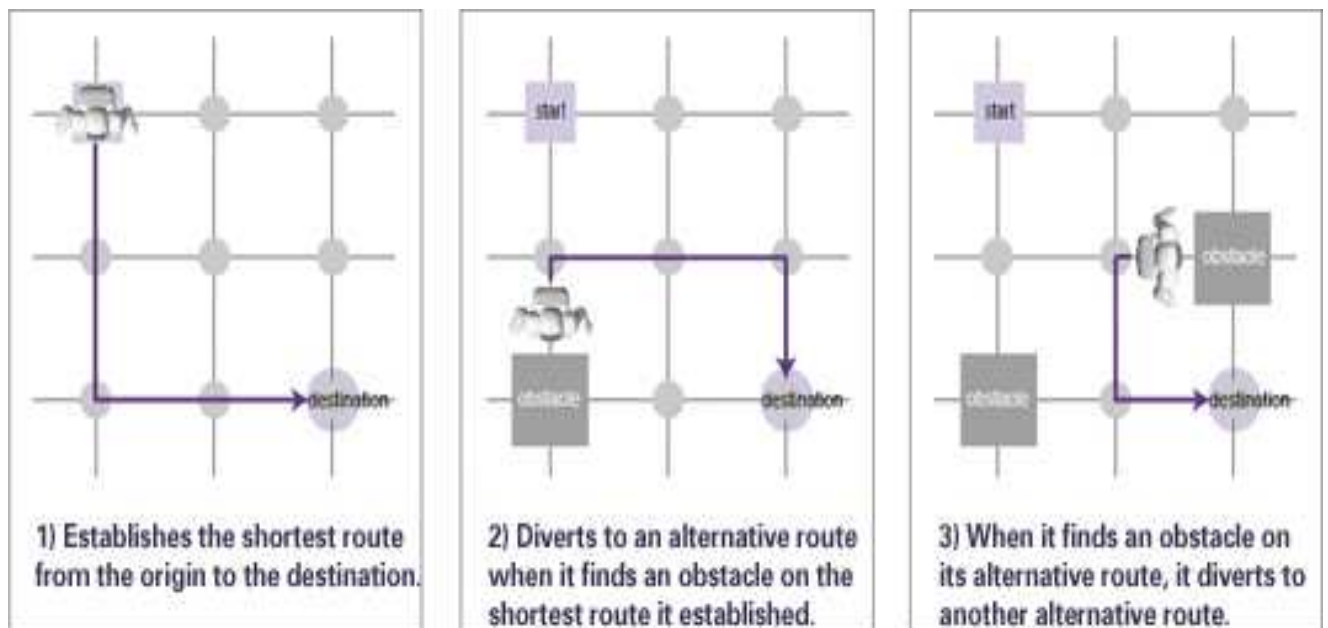 destination
1) Establishes the shortest route
from the origin to the destination.
start
obstacle
destination
2) Diverts to an alternative route
when it finds an obstacle on the
shortest route it established.
start
obstacle
obstacle
destination
3) When it finds an obstacle on
its alternative route, it diverts to
another alternative route.